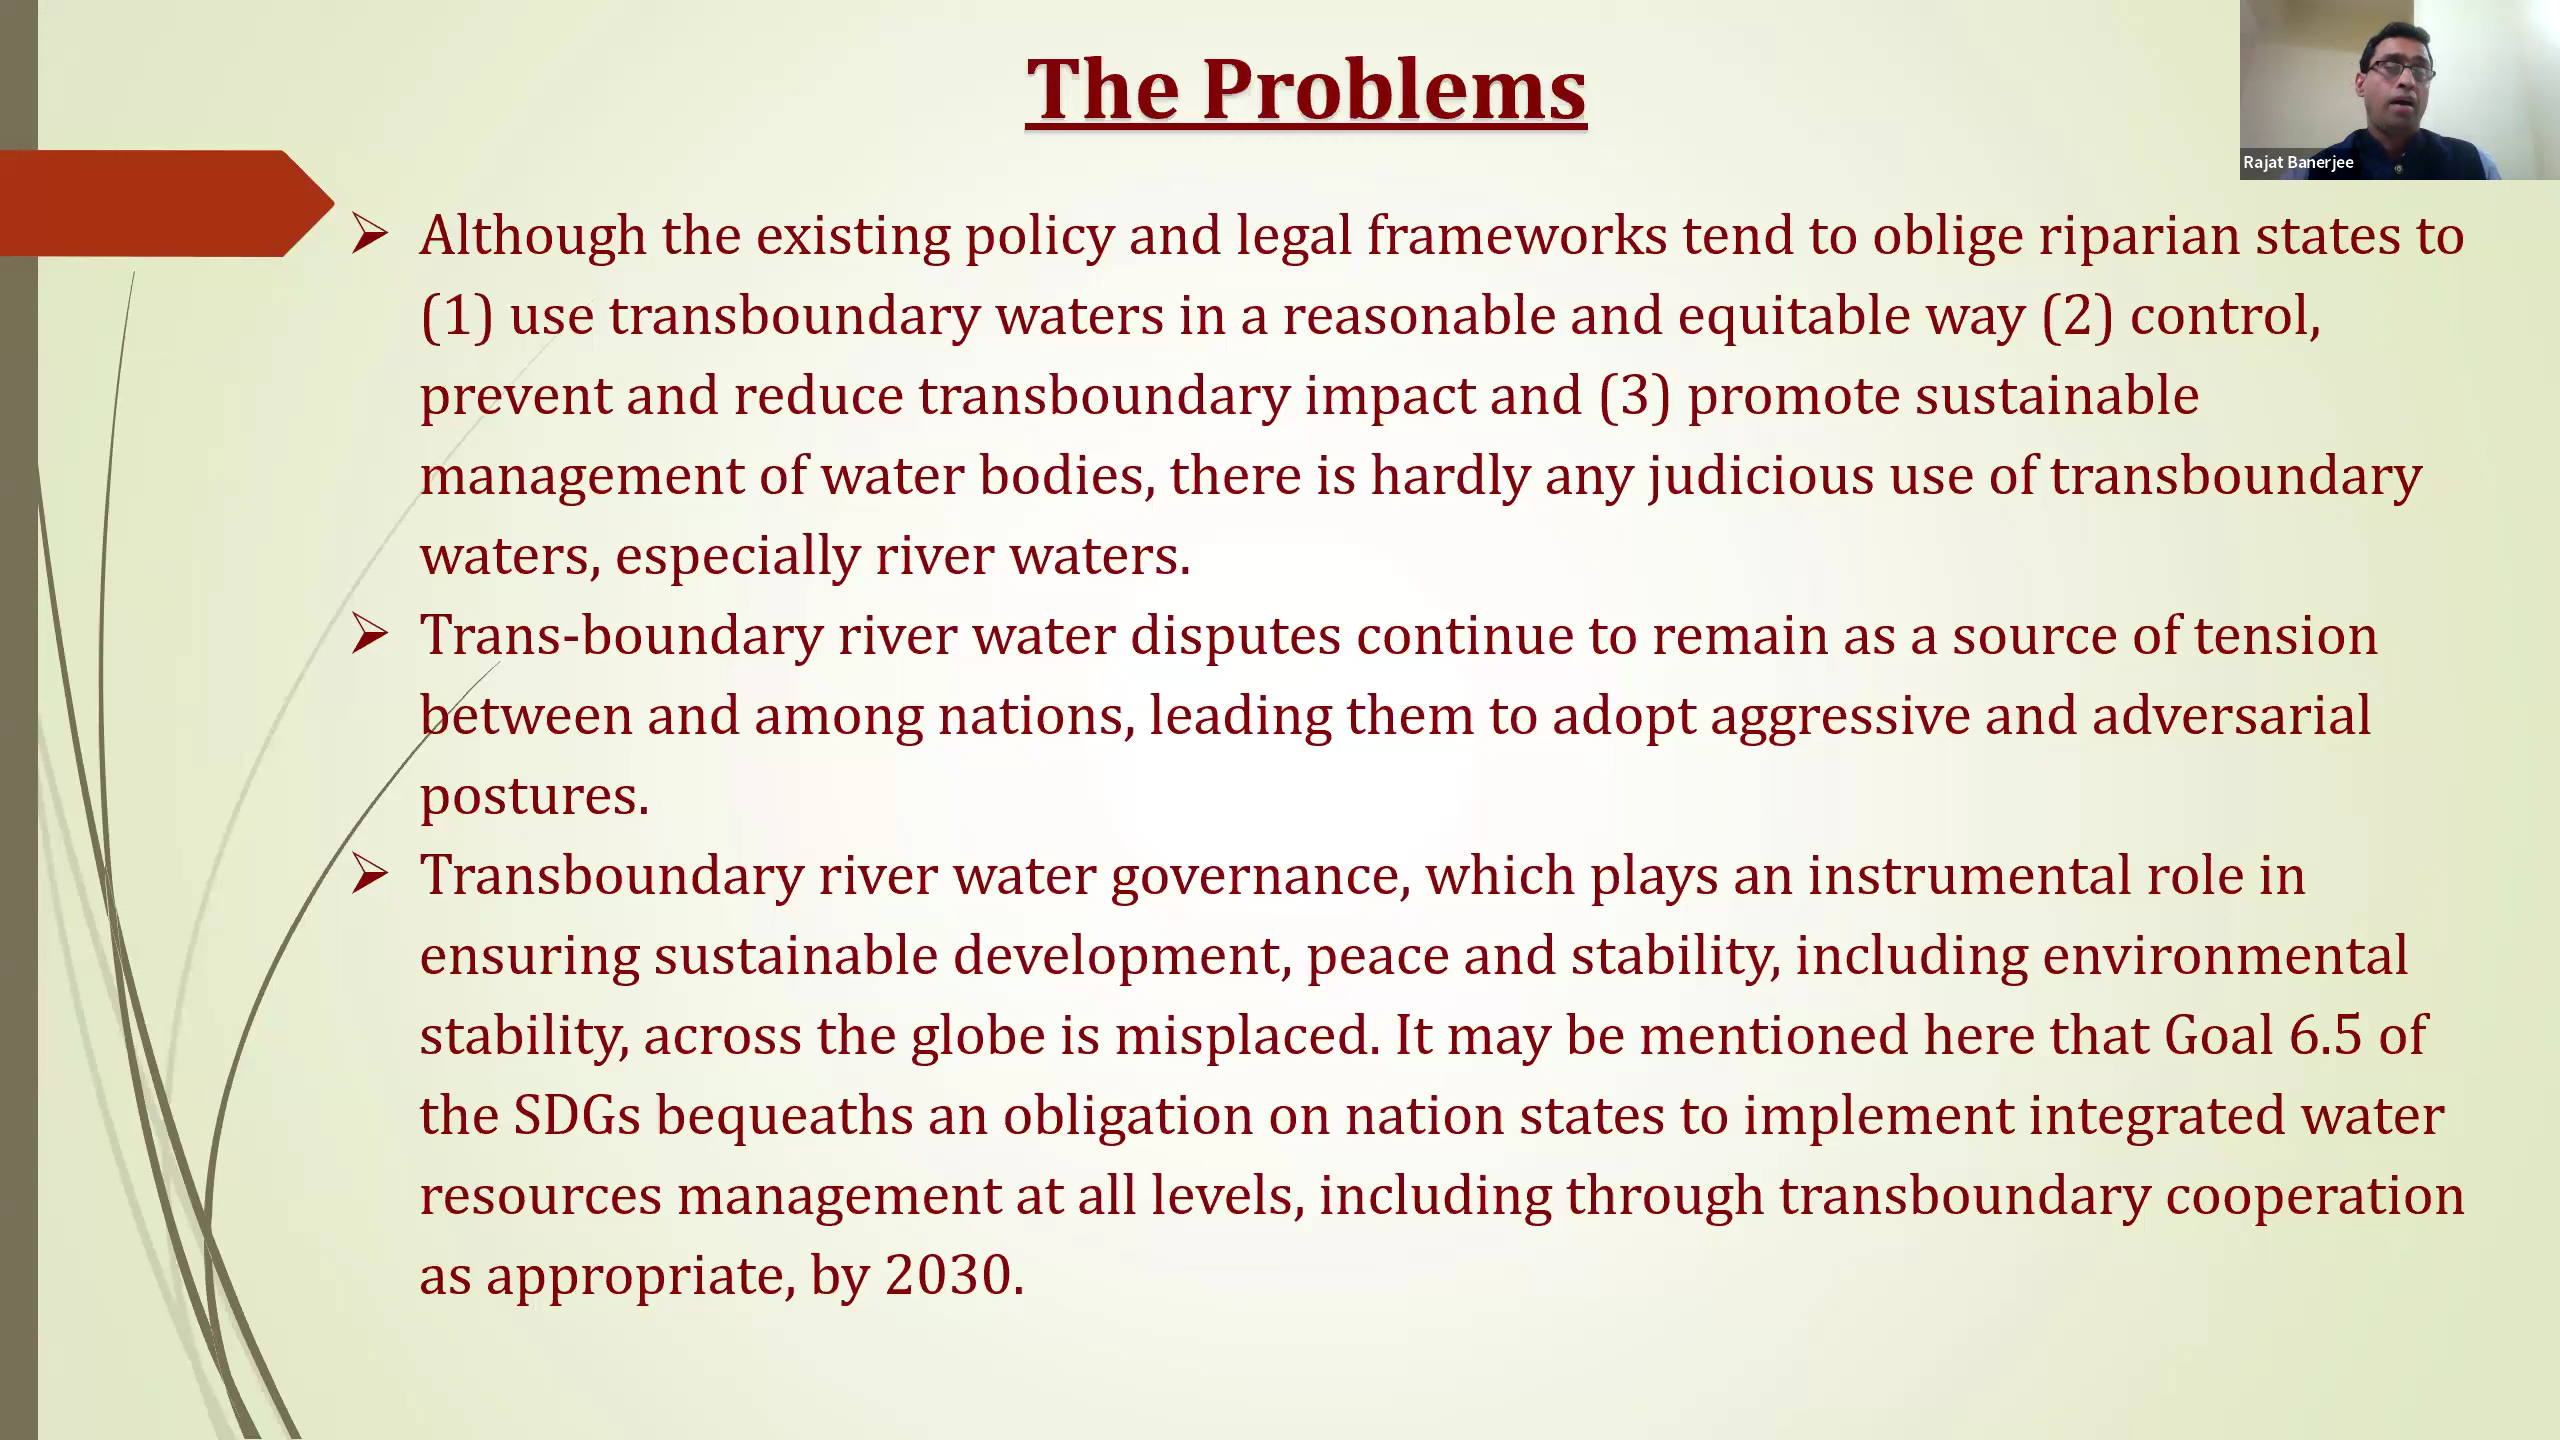 The Problems
Rajat Banerjee
Although the existing policy and legal frameworks tend to oblige riparian states to
(1) use transboundary waters in a reasonable and equitable way (2) control,
prevent and reduce transboundary impact and (3) promote sustainable
management of water bodies, there is hardly any judicious use of transboundary
waters, especially river waters.
Trans-boundary river water disputes continue to remain as a source of tension
between and among nations, leading them to adopt aggressive and adversarial
postures.
Transboundary river water governance, which plays an instrumental role in
ensuring sustainable development, peace and stability, including environmental
stability, across the globe is misplaced. It may be mentioned here that Goal 6.5 of
the SDGs bequeaths an obligation on nation states to implement integrated water
resources management at all levels, including through transboundary cooperation
as appropriate, by 2030.